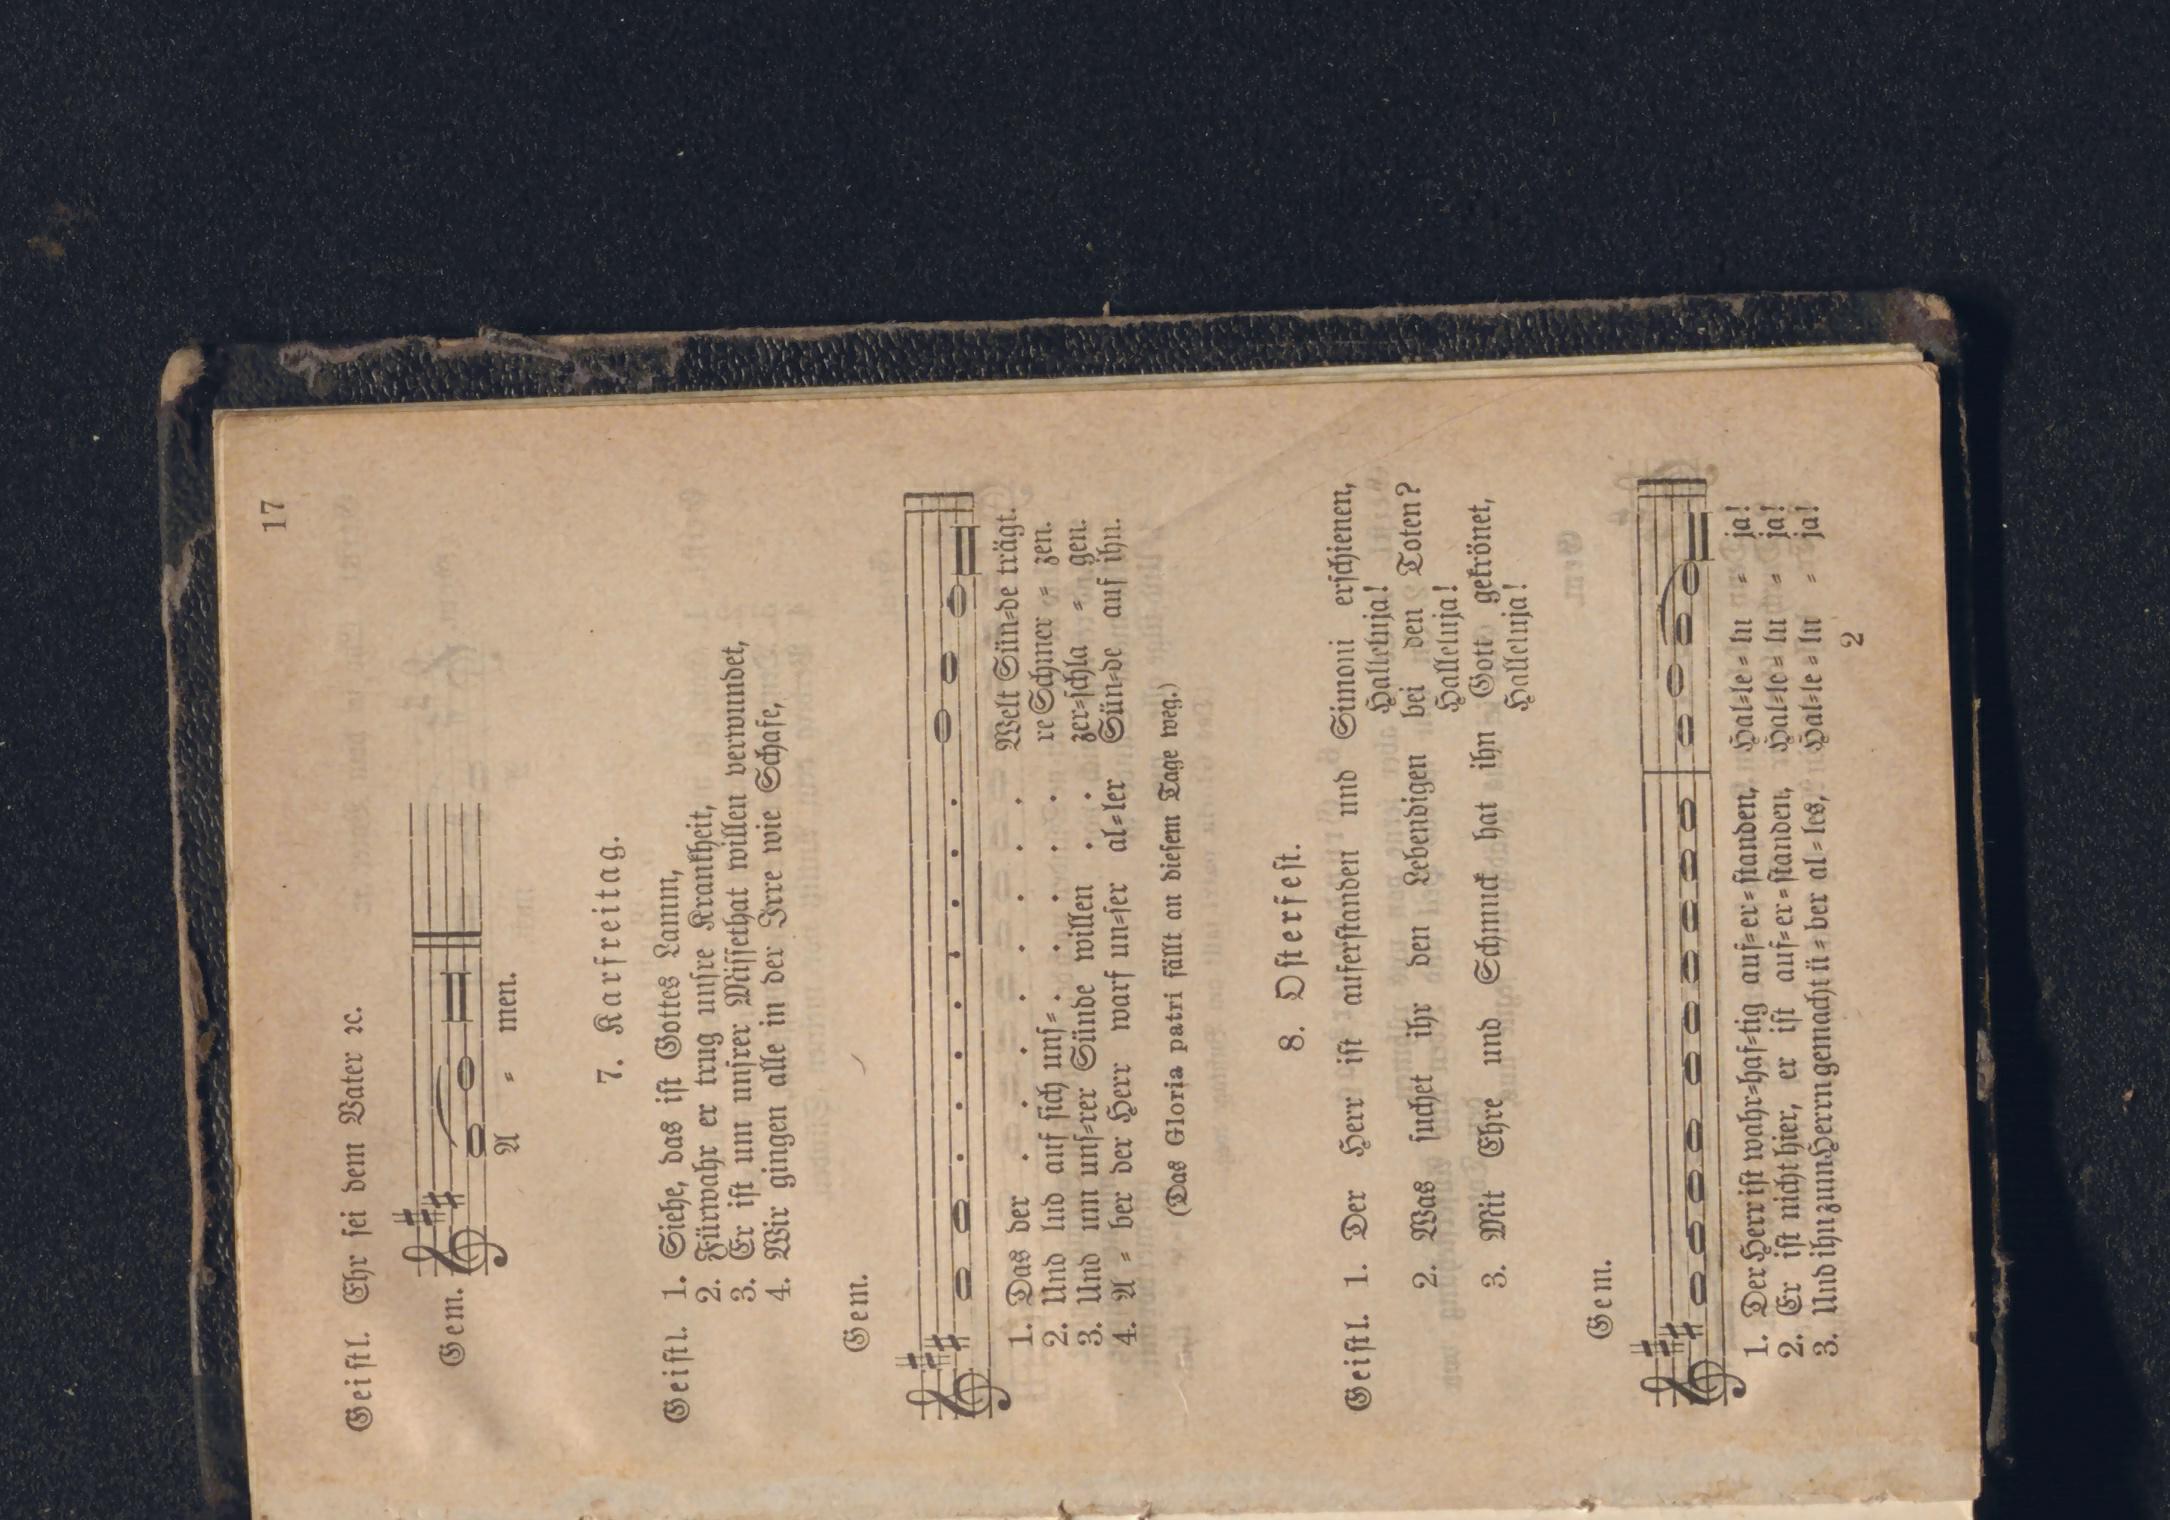 17
Geiſtl. Ehr ſei dem Vater ꝛc.
Gem.
A = men.
7. Karfreitag.
Geiſtl. 1. Siehe, das iſt Gottes Lamm,
2. Fürwahr er trug unſre Krankheit,
3. Er iſt um unſrer Miſſethat willen verwundet,
4. Wir gingen alle in der Irre wie Schafe,
Gem.
1. Das der . . . . . . . . Welt Sün=de trägt.
2. Und lud auf ſich unſ= . . . . . re Schmer = zen.
3. Und um unſ=rer Sünde willen . . zer=ſchla = gen.
4. A = ber der Herr warf un=ſer al=ler Sün=de auf ihn.
(Das Gloria patri fällt an dieſem Tage weg.)
8. Oſterfeſt.
Geiſtl. 1. Der Herr iſt auferſtanden und Simoni erſchienen,
Halleluja!
2. Was ſuchet ihr den Lebendigen bei den Toten?
Halleluja!
3. Mit Ehre und Schmuck hat ihn Gott gekrönet,
Halleluja!
Gem.
1. Der Herr iſt wahr=haf=tig auf=er=ſtanden, Hal=le=lu = ja!
2. Er iſt nicht hier, er iſt auf=er=ſtanden, Hal=le=lu = ja!
3. Und ihn zum Herrn gemacht ü=ber al=les, Hal=le=lu = ja!
2